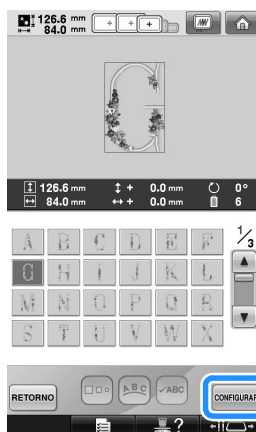 126.6 mm
84.0 mm
126.6 mm + 0.0 mm 0°
84.0 mm + 0.0 mm 6
A B C D E F 1/3
G H I J K L
M N O P Q R
S T U V W X
RETORNO ABC ABC CONFIGURAR
?